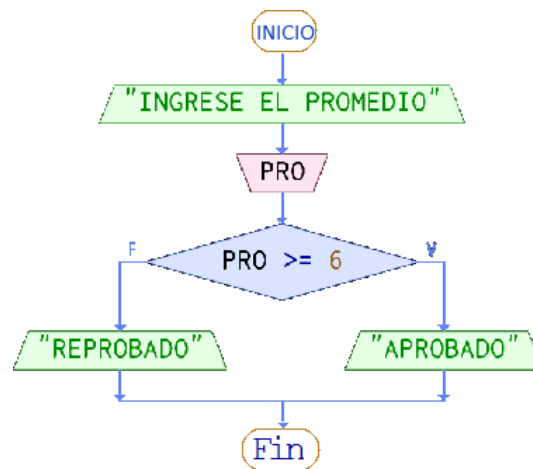 INICIO
"INGRESE EL PROMEDIO"
PRO
F
PRO >= 6
V
"REPROBADO"
"APROBADO"
Fin